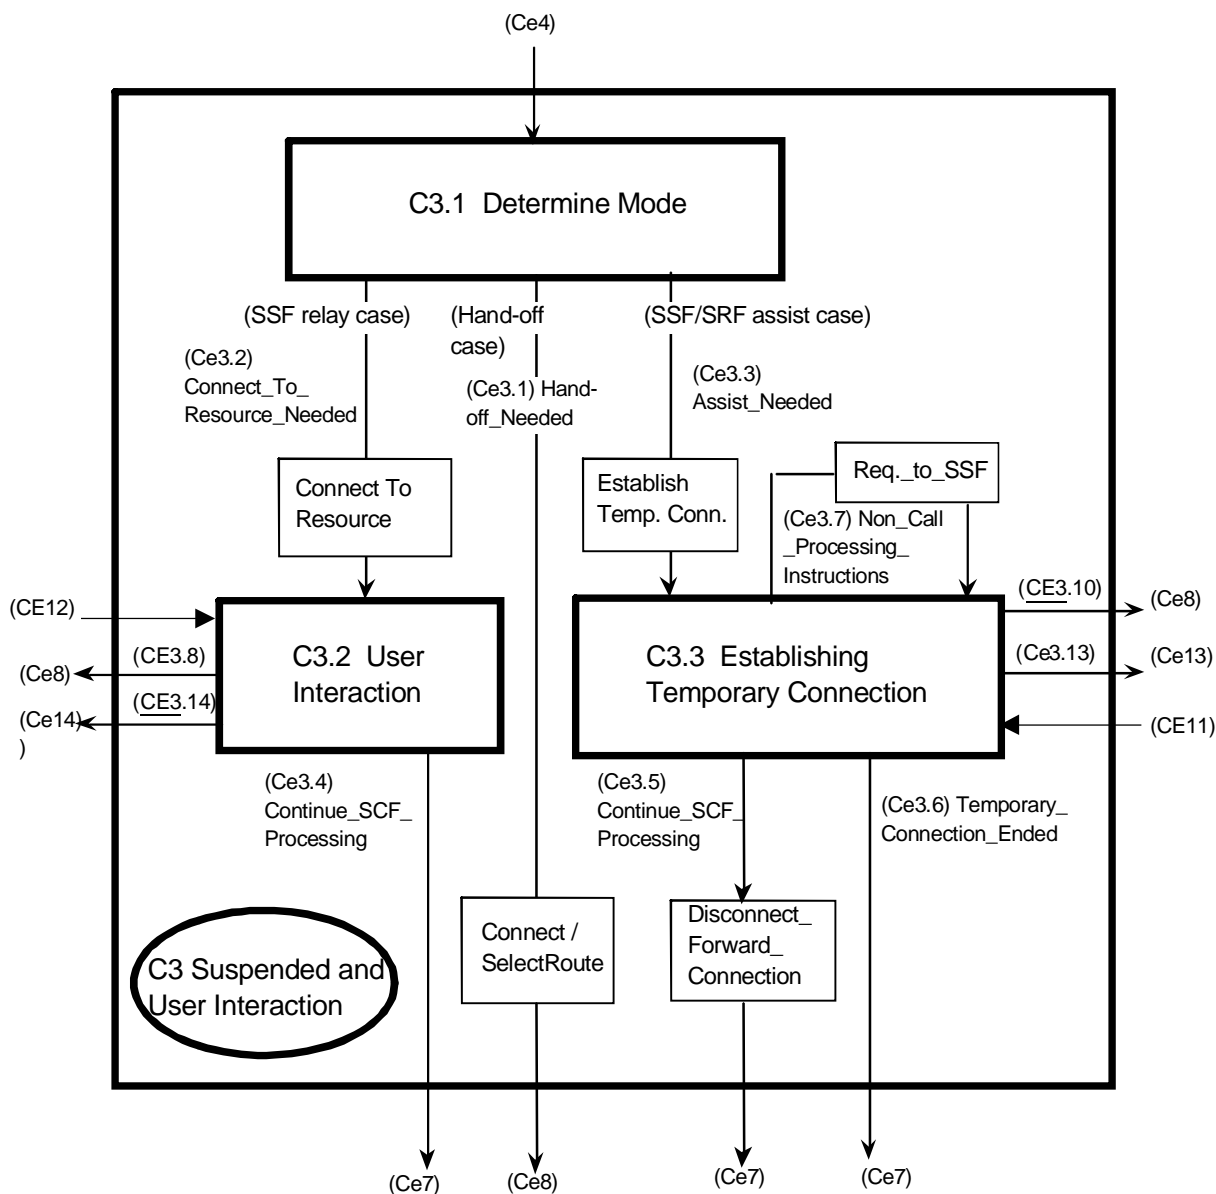 (Ce4)
C3.1 Determine Mode
(SSF relay case)
(Hand-off
case)
(SSF/SRF assist case)
(Ce3.2)
Connect_To_
Resource_Needed
(Ce3.1) Hand-
off_Needed
(Ce3.3)
Assist_Needed
Connect To
Resource
Establish
Temp. Conn.
Req._to_SSF
(Ce3.7) Non_Call
_Processing_
Instructions
(CE12)
(CE3.8)
(Ce8)
(CE3.14)
(Ce14)
)
C3.2 User
Interaction
C3.3 Establishing
Temporary Connection
(CE3.10)
(Ce8)
(Ce3.13)
(Ce13)
(CE11)
(Ce3.4)
Continue_SCF_
Processing
(Ce3.5)
Continue_SCF_
Processing
(Ce3.6) Temporary_
Connection_Ended
C3 Suspended and
User Interaction
Connect /
SelectRoute
Disconnect_
Forward_
Connection
(Ce7)
(Ce8)
(Ce7)
(Ce7)